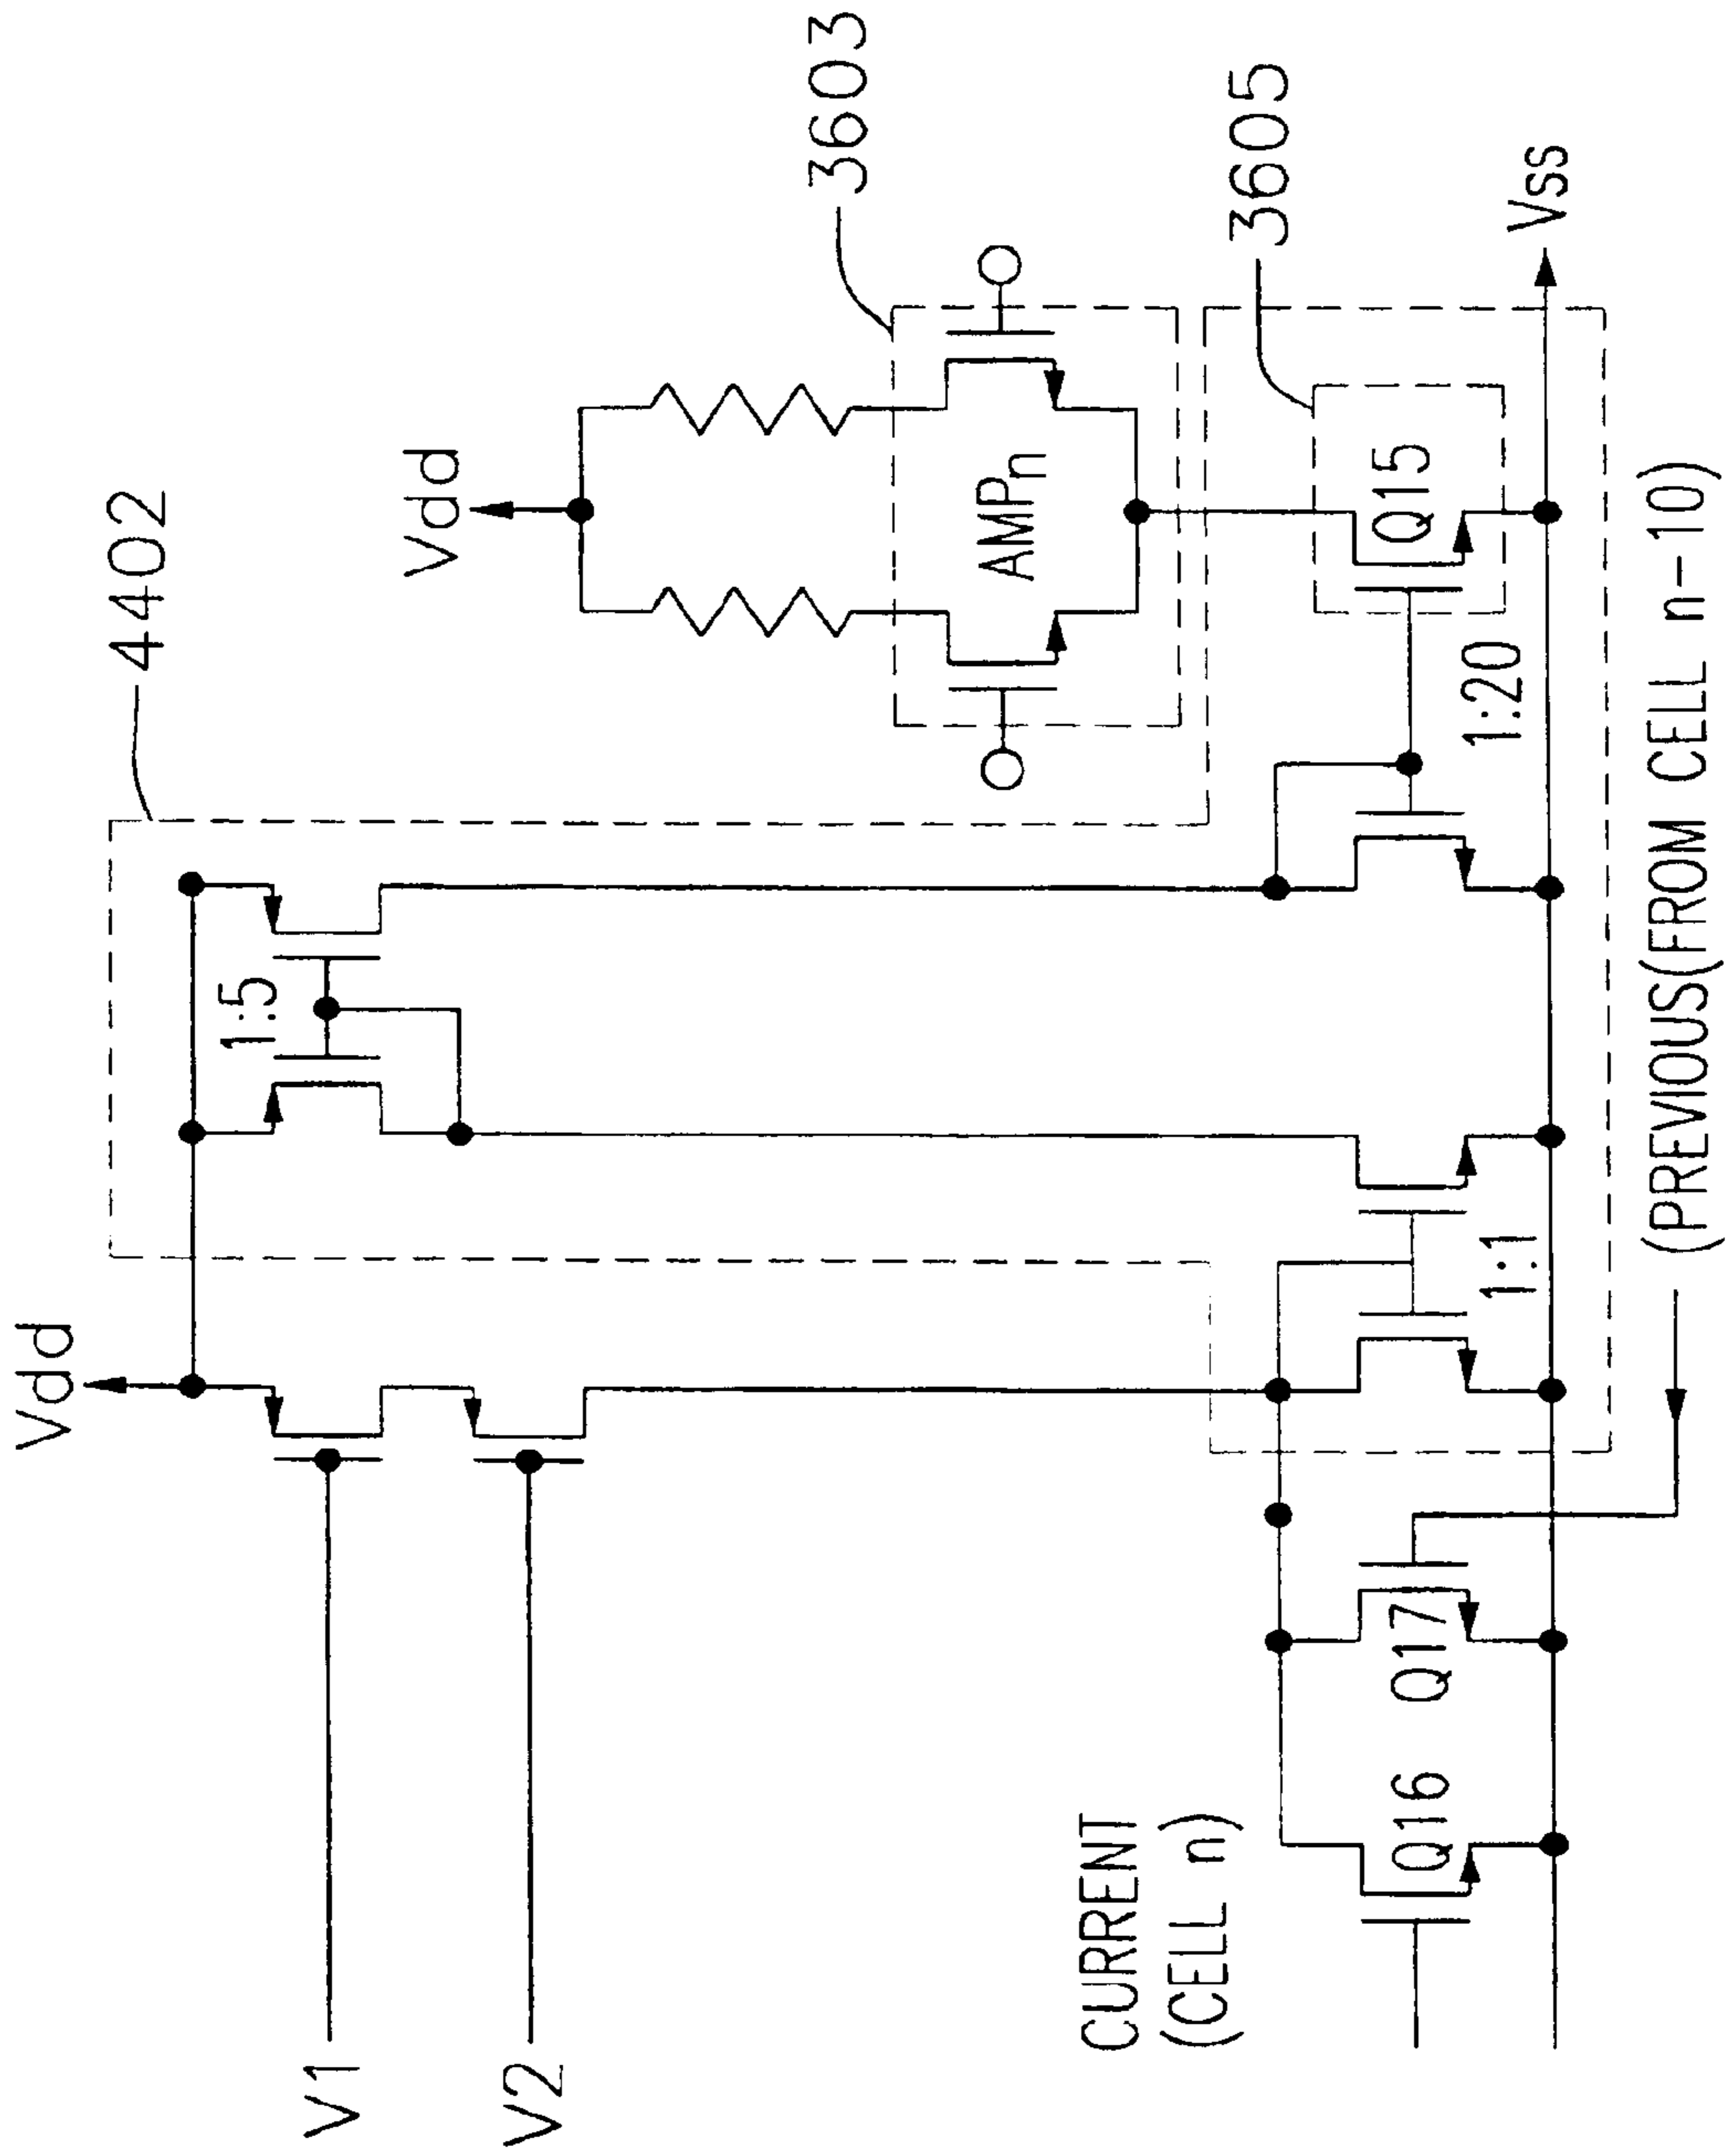 4402
Vdd
Vdd
3603
1:5
V1
V2
AMPn
3605
CURRENT
(CELL n)
Q16
Q17
1:1
1:20
Q15
Vss
(PREVIOUS(FROM CELL n-10)